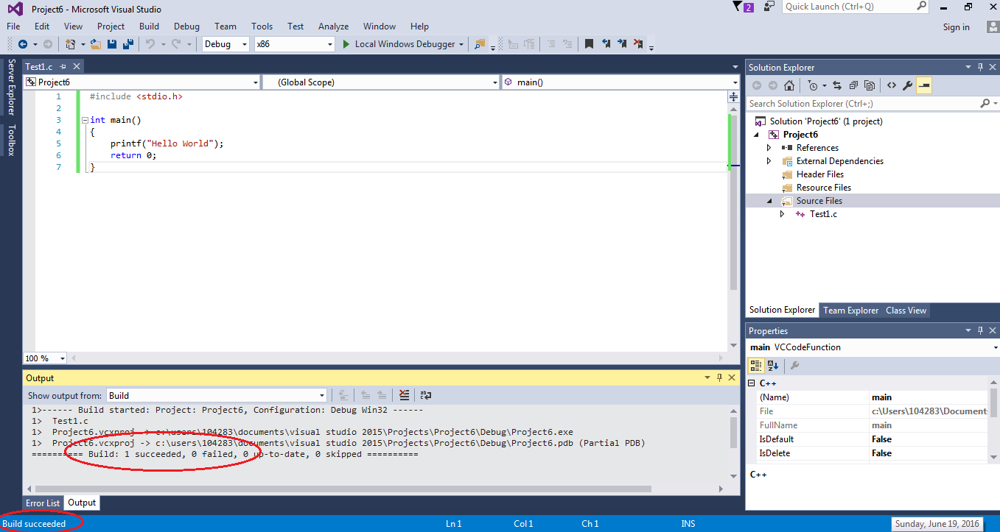 Project6 - Microsoft Visual Studio
2
Quick Launch (Ctrl+Q)
File Edit View Project Build Debug Team Tools Test Analyze Window Help
Sign in
Debug x86 Local Windows Debugger
Server Explorer
Toolbox
Test1.c
Project6 (Global Scope) main()
1 #include <stdio.h>
2
3 int main()
4 {
5 printf("Hello World");
6 return 0;
7 }
100 %
Output
Show output from: Build
1>------ Build started: Project: Project6, Configuration: Debug Win32 ------
1> Test1.c
1> Project6.vcxproj -> c:\users\104283\documents\visual studio 2015\Projects\Project6\Debug\Project6.exe
1> Project6.vcxproj -> c:\users\104283\documents\visual studio 2015\Projects\Project6\Debug\Project6.pdb (Partial PDB)
========== Build: 1 succeeded, 0 failed, 0 up-to-date, 0 skipped ==========
Error List Output
Solution Explorer
Search Solution Explorer (Ctrl+;)
Solution 'Project6' (1 project)
Project6
References
External Dependencies
Header Files
Resource Files
Source Files
Test1.c
Solution Explorer Team Explorer Class View
Properties
main VCCodeFunction
C++
(Name) main
File c:\Users\104283\Document:
FullName main
IsDefault False
IsDelete False
C++
Build succeeded
Ln 1 Col 1 Ch 1 INS
Sunday, June 19, 2016